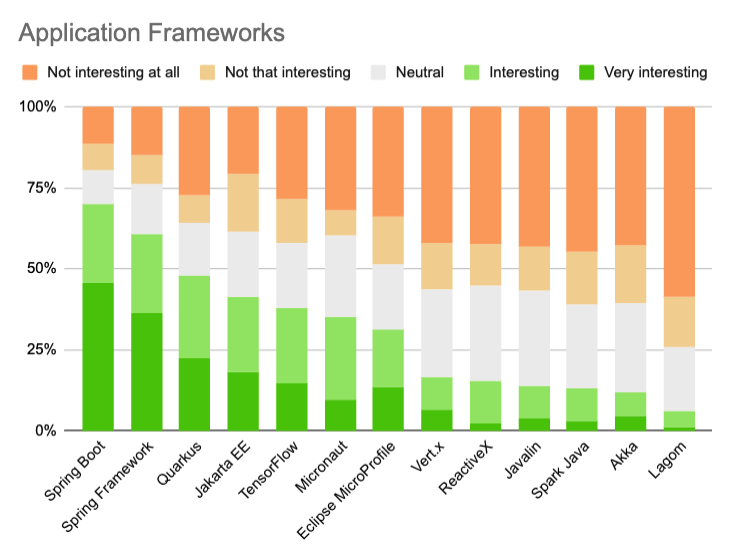 Application Frameworks
Not interesting at all Not that interesting Neutral Interesting Very interesting
100%
75%
50%
25%
0%
Spring Boot
Spring Framework
Quarkus
Jakarta EE
TensorFlow
Micronaut
Eclipse MicroProfile
Vert.x
ReactiveX
Javalin
Spark Java
Akka
Lagom